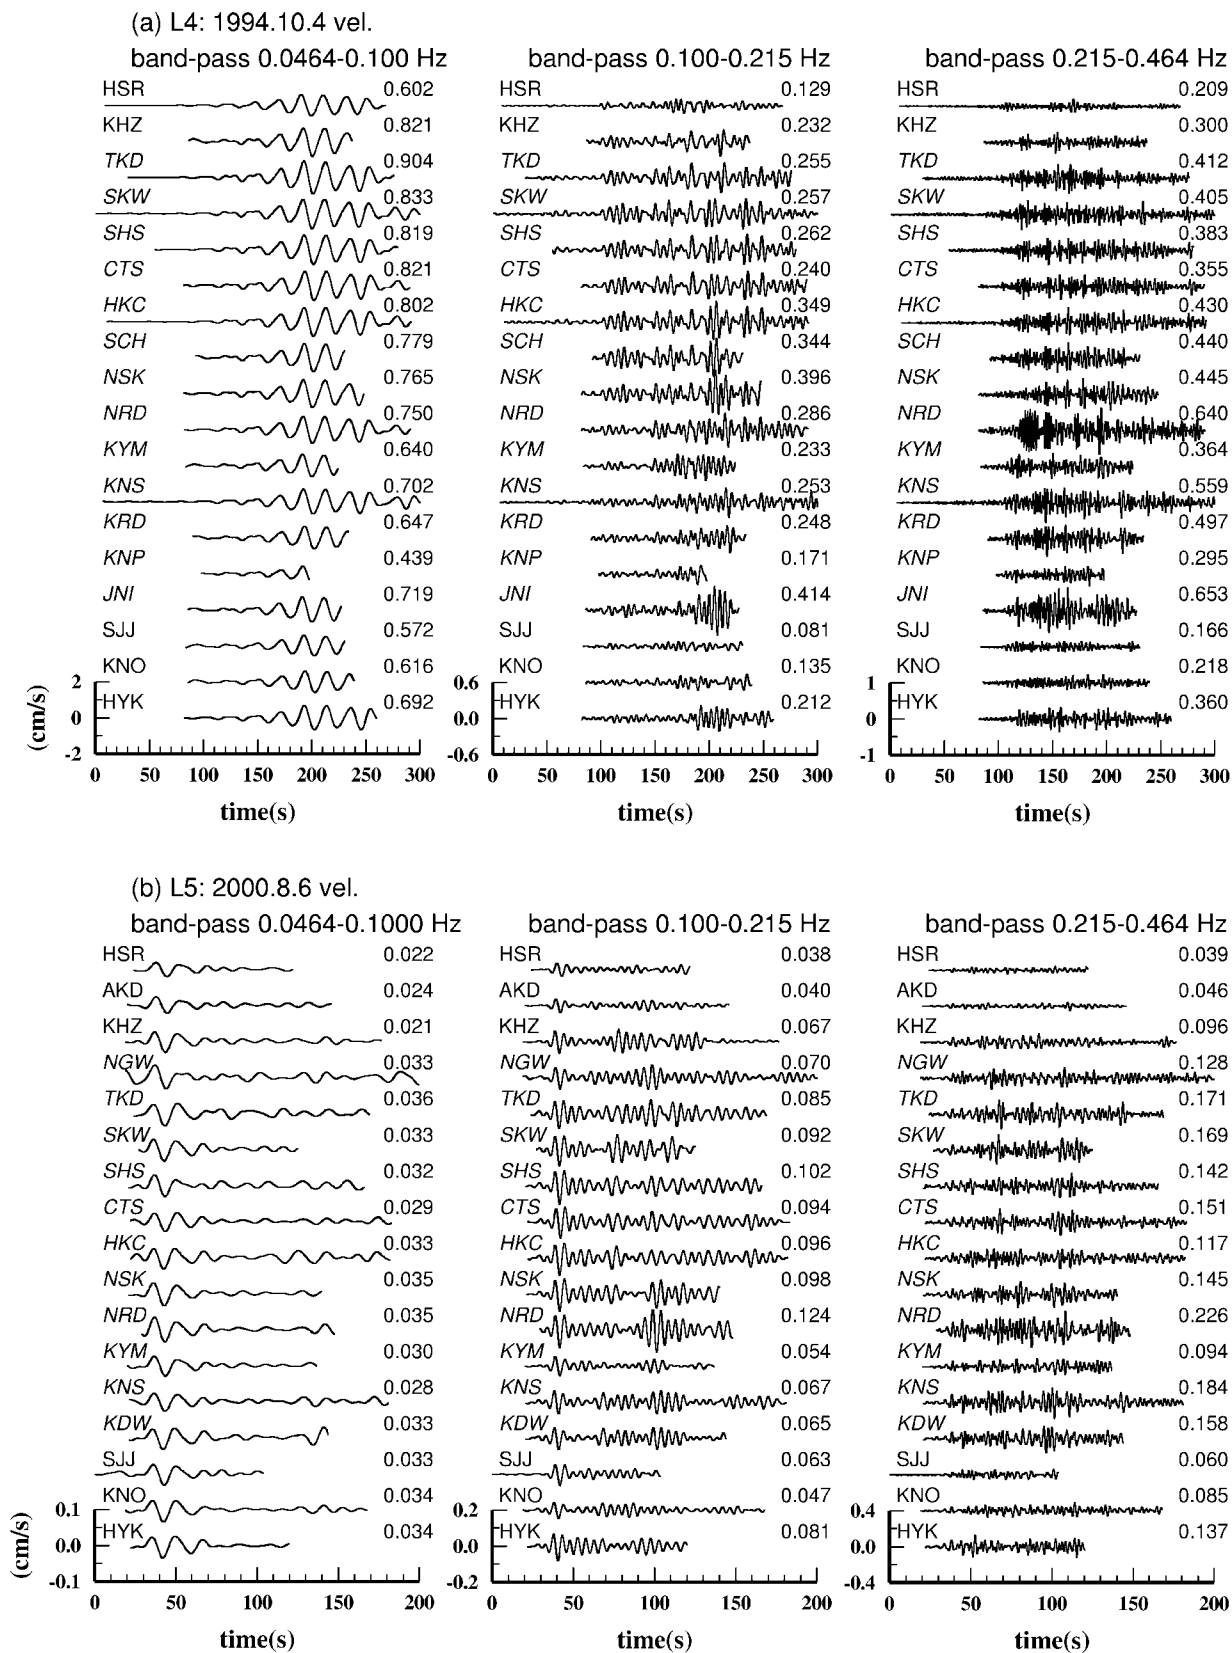 (a) L4: 1994.10.4 vel.
band-pass 0.0464-0.100 Hz
HSR 0.602
KHZ 0.821
TKD 0.904
SKW 0.833
SHS 0.819
CTS 0.821
HKC 0.802
SCH 0.779
NSK 0.765
NRD 0.750
KYM 0.640
KNS 0.702
KRD 0.647
KNP 0.439
JNI 0.719
SJJ 0.572
KNO 0.616
HYK 0.692
2
0
-2
(cm/s)
0 50 100 150 200 250 300
time(s)
band-pass 0.100-0.215 Hz
HSR 0.129
KHZ 0.232
TKD 0.255
SKW 0.257
SHS 0.262
CTS 0.240
HKC 0.349
SCH 0.344
NSK 0.396
NRD 0.286
KYM 0.233
KNS 0.253
KRD 0.248
KNP 0.171
JNI 0.414
SJJ 0.081
KNO 0.135
HYK 0.212
0.6
0.0
-0.6
0 50 100 150 200 250 300
time(s)
band-pass 0.215-0.464 Hz
HSR 0.209
KHZ 0.300
TKD 0.412
SKW 0.405
SHS 0.383
CTS 0.355
HKC 0.430
SCH 0.440
NSK 0.445
NRD 0.640
KYM 0.364
KNS 0.559
KRD 0.497
KNP 0.295
JNI 0.653
SJJ 0.166
KNO 0.218
HYK 0.360
1
0
-1
0 50 100 150 200 250 300
time(s)
(b) L5: 2000.8.6 vel.
band-pass 0.0464-0.1000 Hz
HSR 0.022
AKD 0.024
KHZ 0.021
NGW 0.033
TKD 0.036
SKW 0.033
SHS 0.032
CTS 0.029
HKC 0.033
NSK 0.035
NRD 0.035
KYM 0.030
KNS 0.028
KDW 0.033
SJJ 0.033
KNO 0.034
HYK 0.034
0.1
0.0
-0.1
(cm/s)
0 50 100 150 200
time(s)
band-pass 0.100-0.215 Hz
HSR 0.038
AKD 0.040
KHZ 0.067
NGW 0.070
TKD 0.085
SKW 0.092
SHS 0.102
CTS 0.094
HKC 0.096
NSK 0.098
NRD 0.124
KYM 0.054
KNS 0.067
KDW 0.065
SJJ 0.063
KNO 0.047
HYK 0.081
0.2
0.0
-0.2
0 50 100 150 200
time(s)
band-pass 0.215-0.464 Hz
HSR 0.039
AKD 0.046
KHZ 0.096
NGW 0.128
TKD 0.171
SKW 0.169
SHS 0.142
CTS 0.151
HKC 0.117
NSK 0.145
NRD 0.226
KYM 0.094
KNS 0.184
KDW 0.158
SJJ 0.060
KNO 0.085
HYK 0.137
0.4
0.0
-0.4
0 50 100 150 200
time(s)